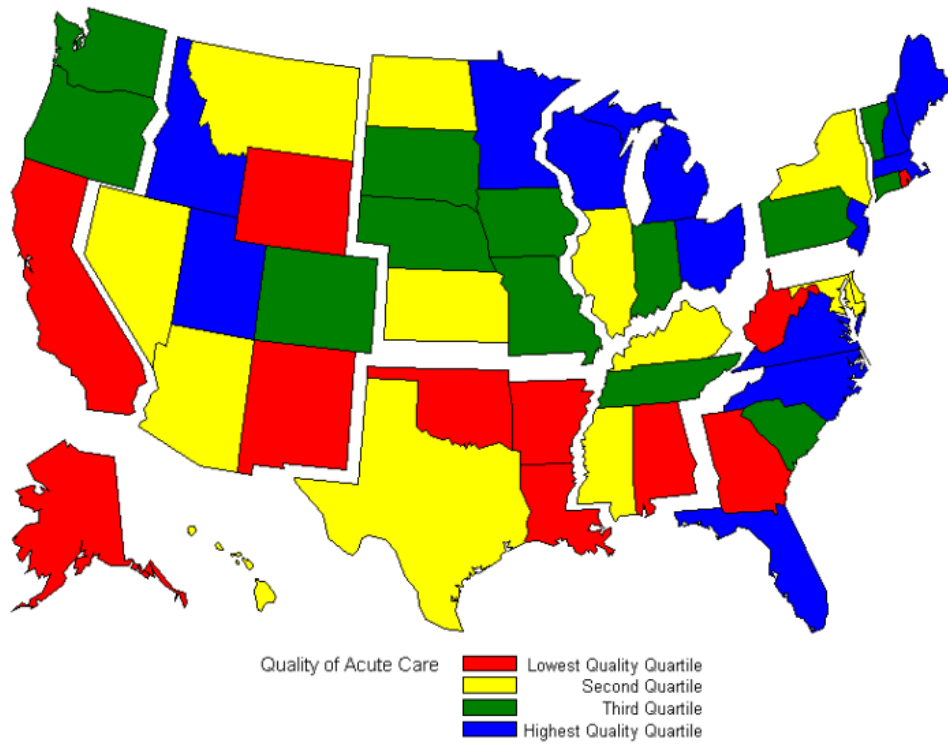 Quality of Acute Care
Lowest Quality Quartile
Second Quartile
Third Quartile
Highest Quality Quartile